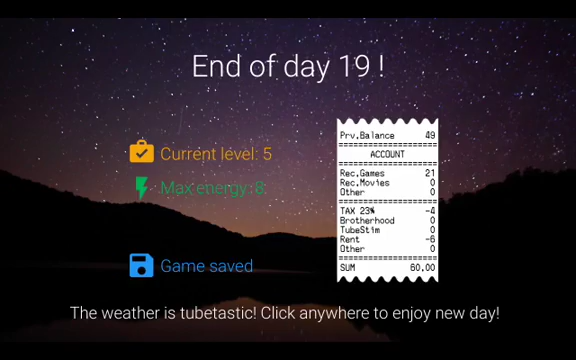 End of day 19 !
Current level: 5
Max energy: 8
Game saved
Prv.Balance 49
ACCOUNT
Rec.Games 21
Rec.Movies 0
Other 0
TAX 23% -4
Brotherhood 0
TubeStim 0
Rent -6
Other 0
SUM 60.00
The weather is tubetastic! Click anywhere to enjoy new day!